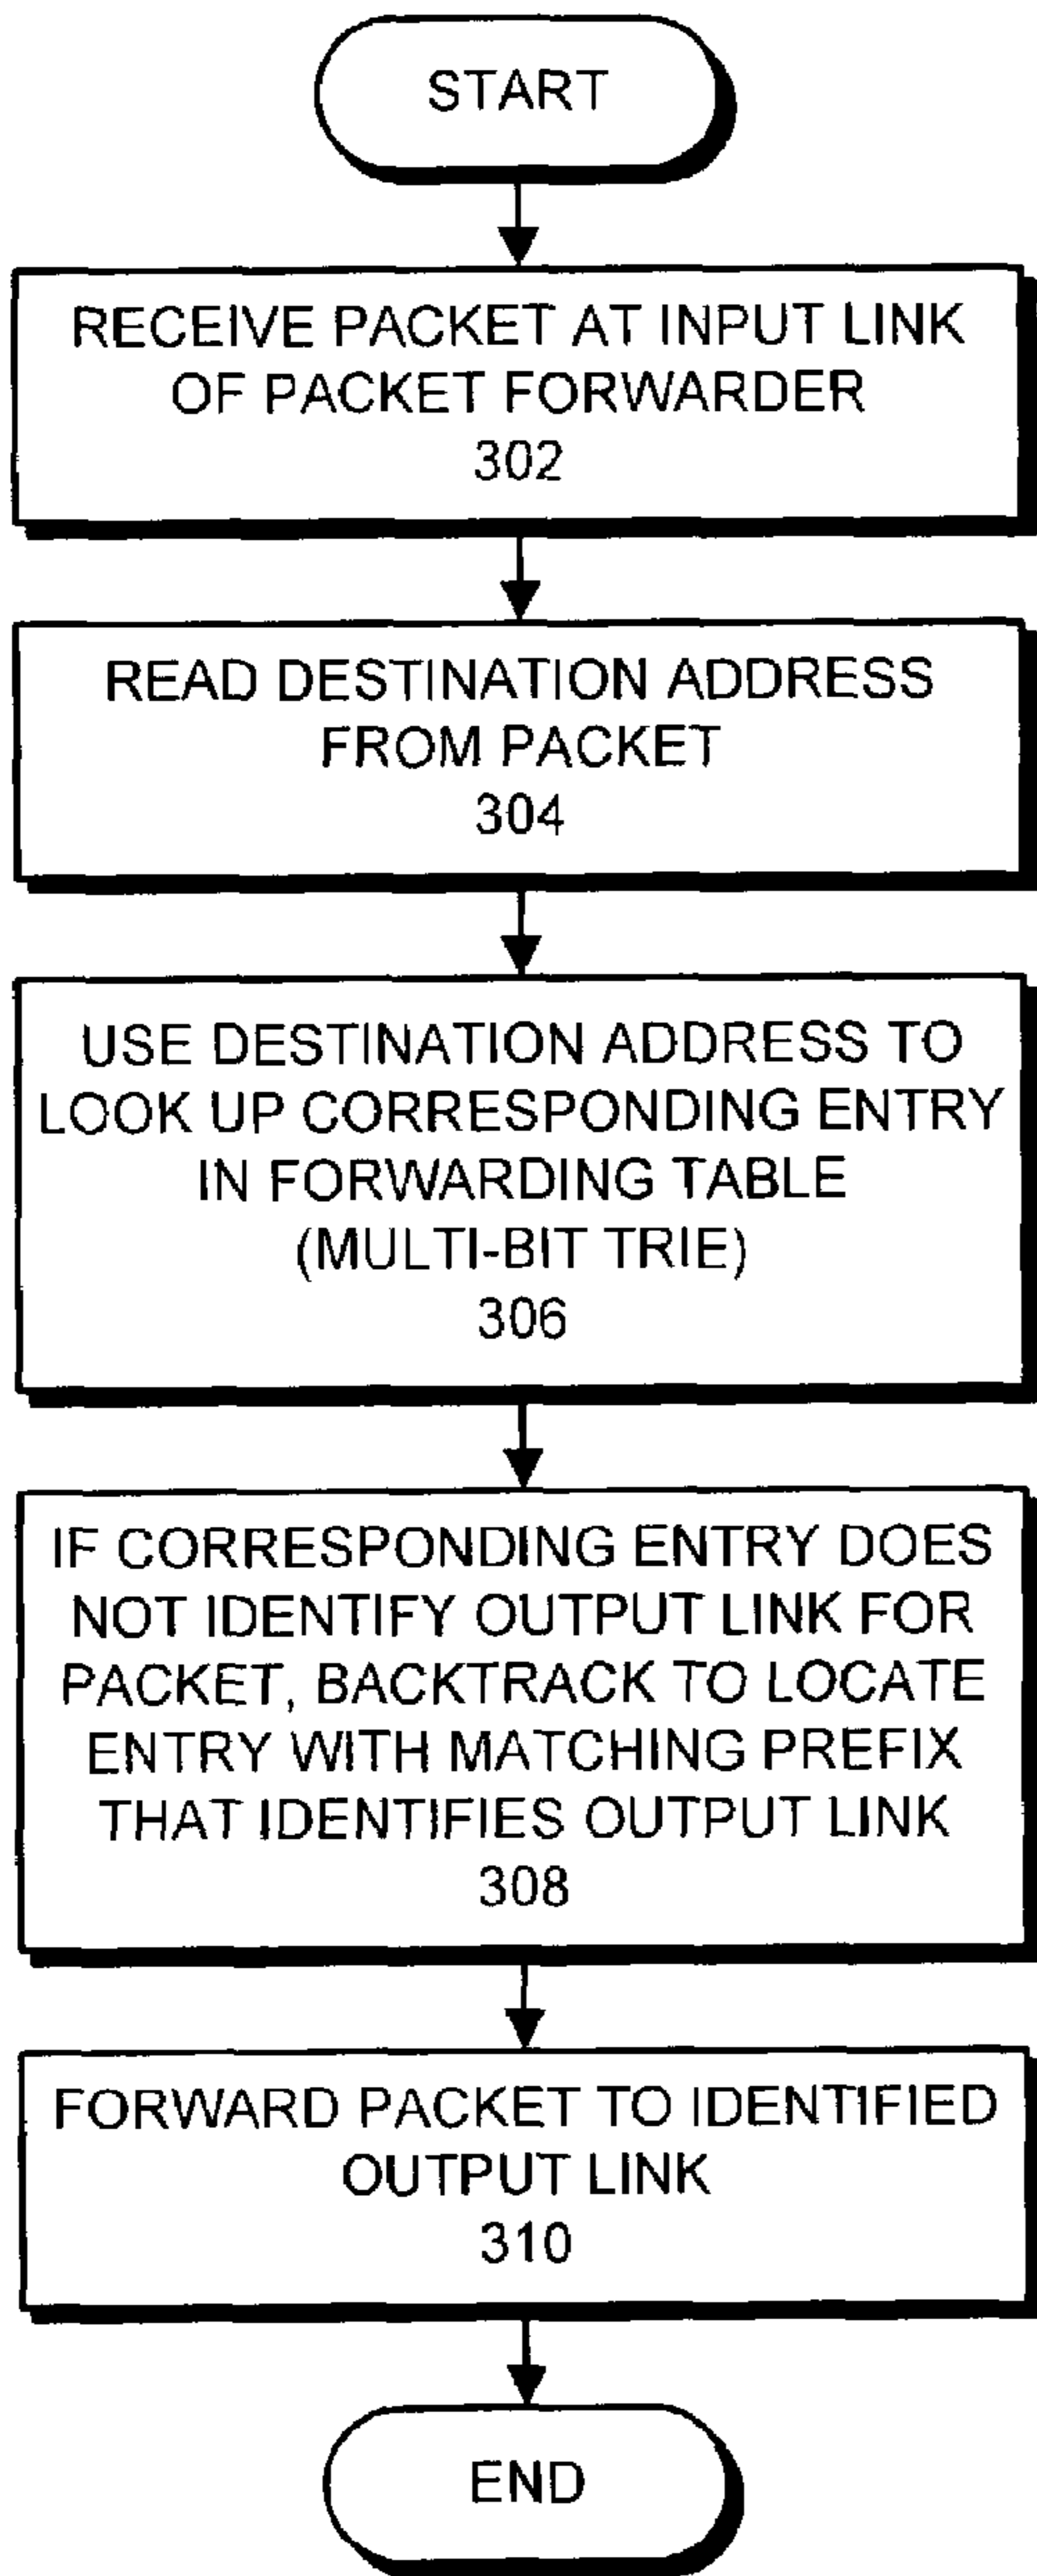 START
RECEIVE PACKET AT INPUT LINK
OF PACKET FORWARDER
302
READ DESTINATION ADDRESS
FROM PACKET
304
USE DESTINATION ADDRESS TO
LOOK UP CORRESPONDING ENTRY
IN FORWARDING TABLE
(MULTI-BIT TRIE)
306
IF CORRESPONDING ENTRY DOES
NOT IDENTIFY OUTPUT LINK FOR
PACKET, BACKTRACK TO LOCATE
ENTRY WITH MATCHING PREFIX
THAT IDENTIFIES OUTPUT LINK
308
FORWARD PACKET TO IDENTIFIED
OUTPUT LINK
310
END